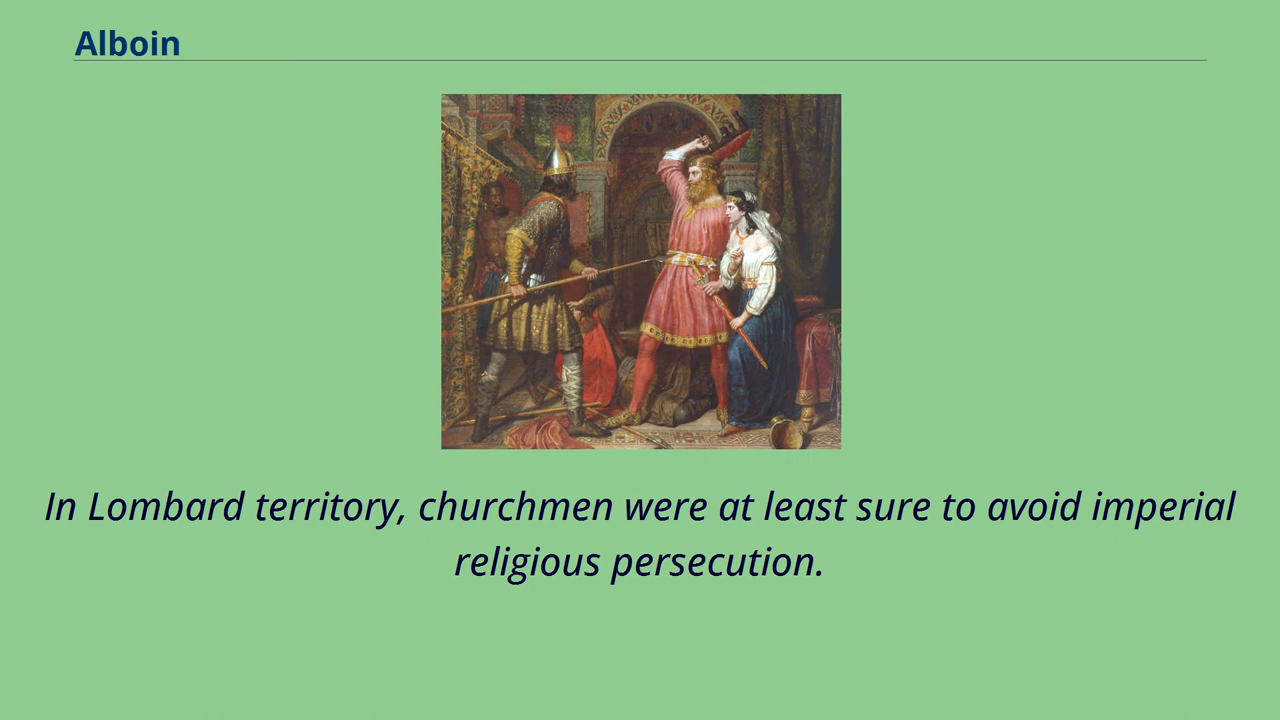 Alboin
In Lombard territory, churchmen were at least sure to avoid imperial
religious persecution.